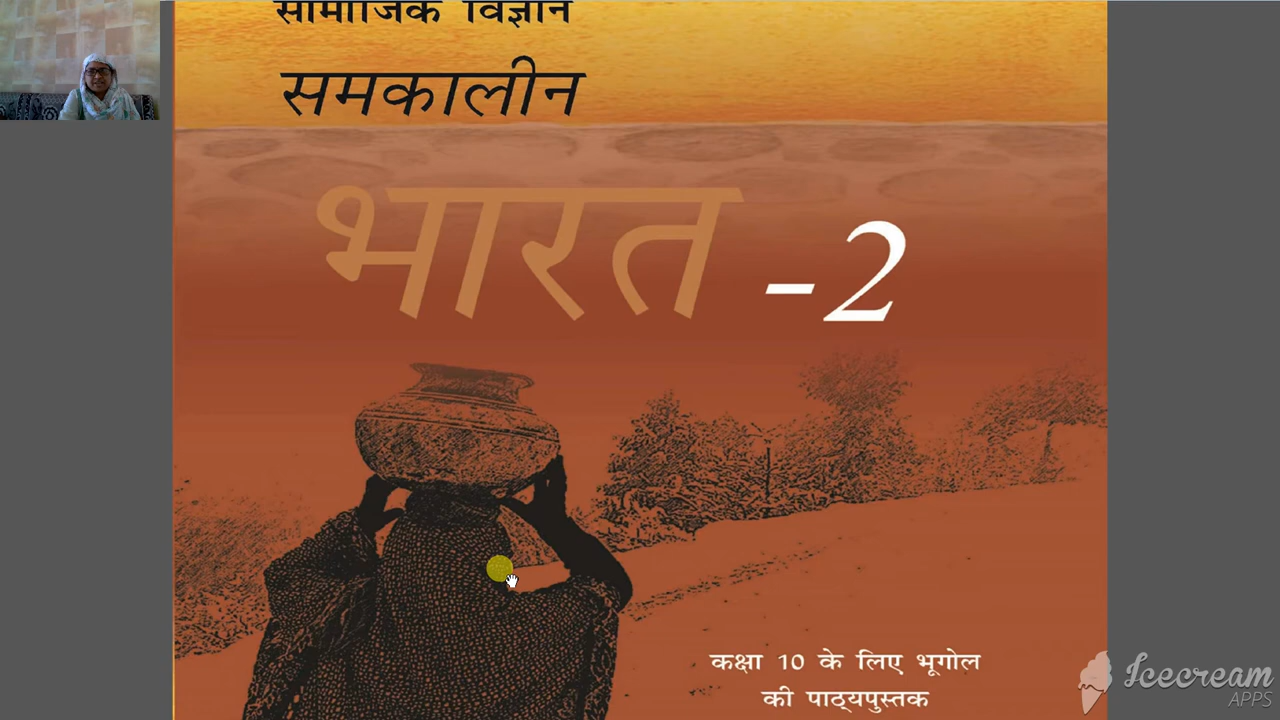 सामाजिक विज्ञान
समकालीन
भारत -2
कक्षा 10 के लिए भूगोल
की पाठ्यपुस्तक
Icecream
APPS